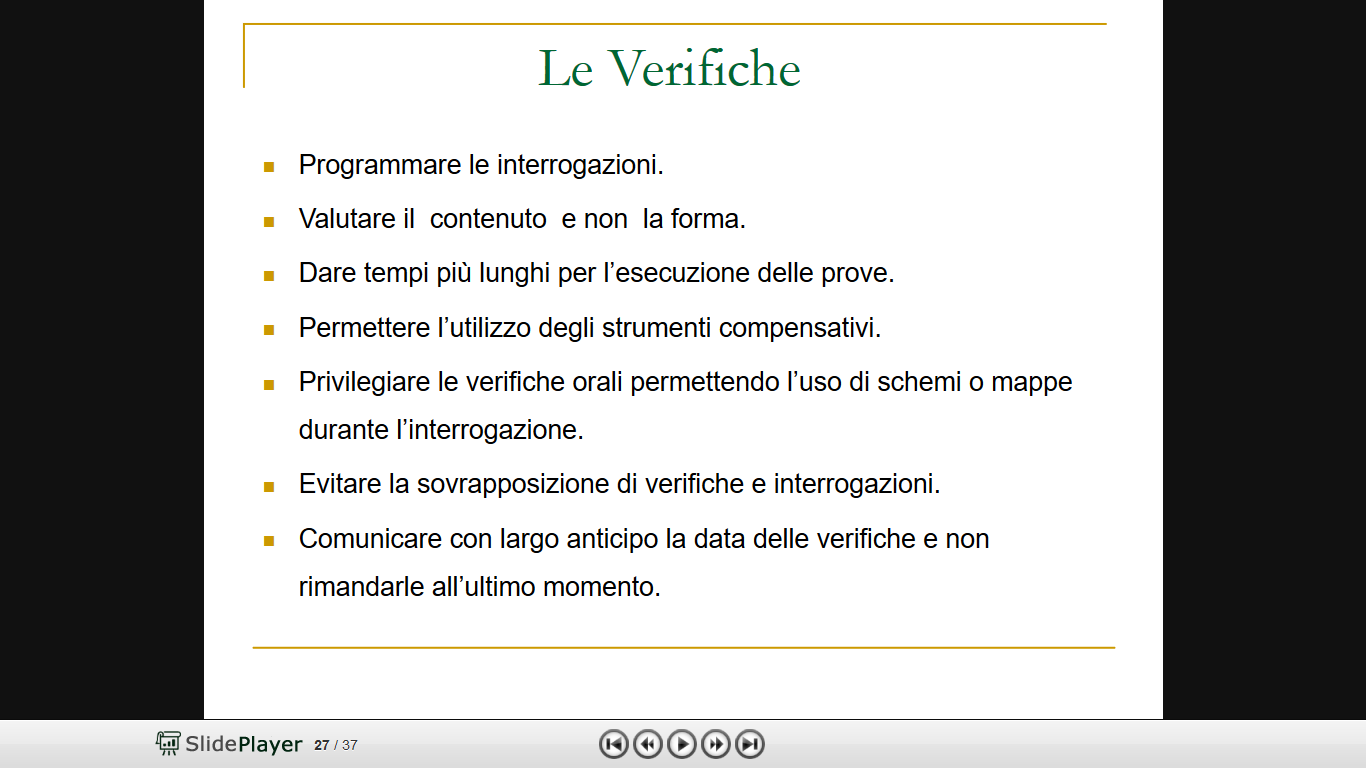 Le Verifiche
Programmare le interrogazioni.
Valutare il  contenuto  e non  la forma.
Dare tempi più lunghi per l’esecuzione delle prove.
Permettere l’utilizzo degli strumenti compensativi.
Privilegiare le verifiche orali permettendo l’uso di schemi o mappe
durante l’interrogazione.
Evitare la sovrapposizione di verifiche e interrogazioni.
Comunicare con largo anticipo la data delle verifiche e non
rimandarle all’ultimo momento.
SlidePlayer 27 / 37